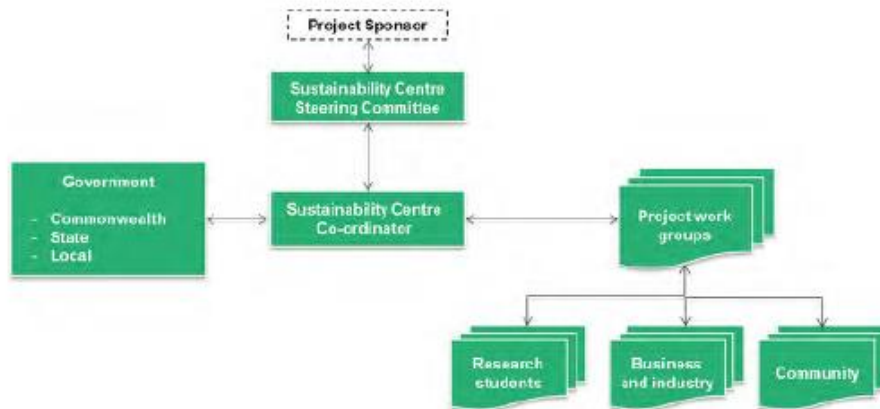 Project Sponsor
Sustainability Centre
Steering Committee
Government
- Commonwealth
- State
- Local
Sustainability Centre
Co-ordinator
Project work
groups
Research
students
Business
and industry
Community